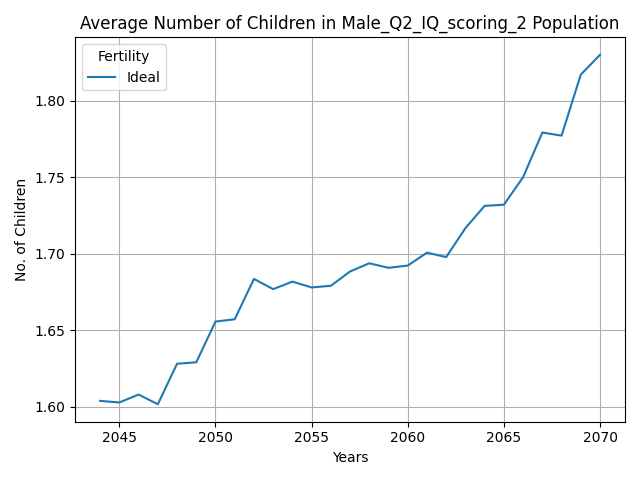 Average Number of Children in Male_Q2_IQ_scoring_2 Population
Fertility
Ideal
No. of Children
1.80
1.75
1.70
1.65
1.60
2045 2050 2055 2060 2065 2070
Years